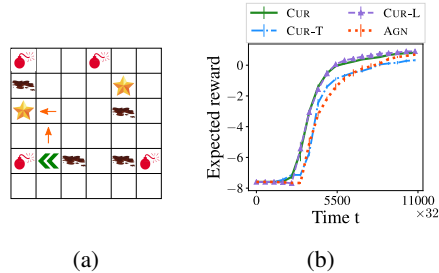 CUR
CUR-L
CUR-T
AGN
Expected reward
0
−2
−4
−6
−8
0
5500
11000
×32
Time t
(a)
(b)